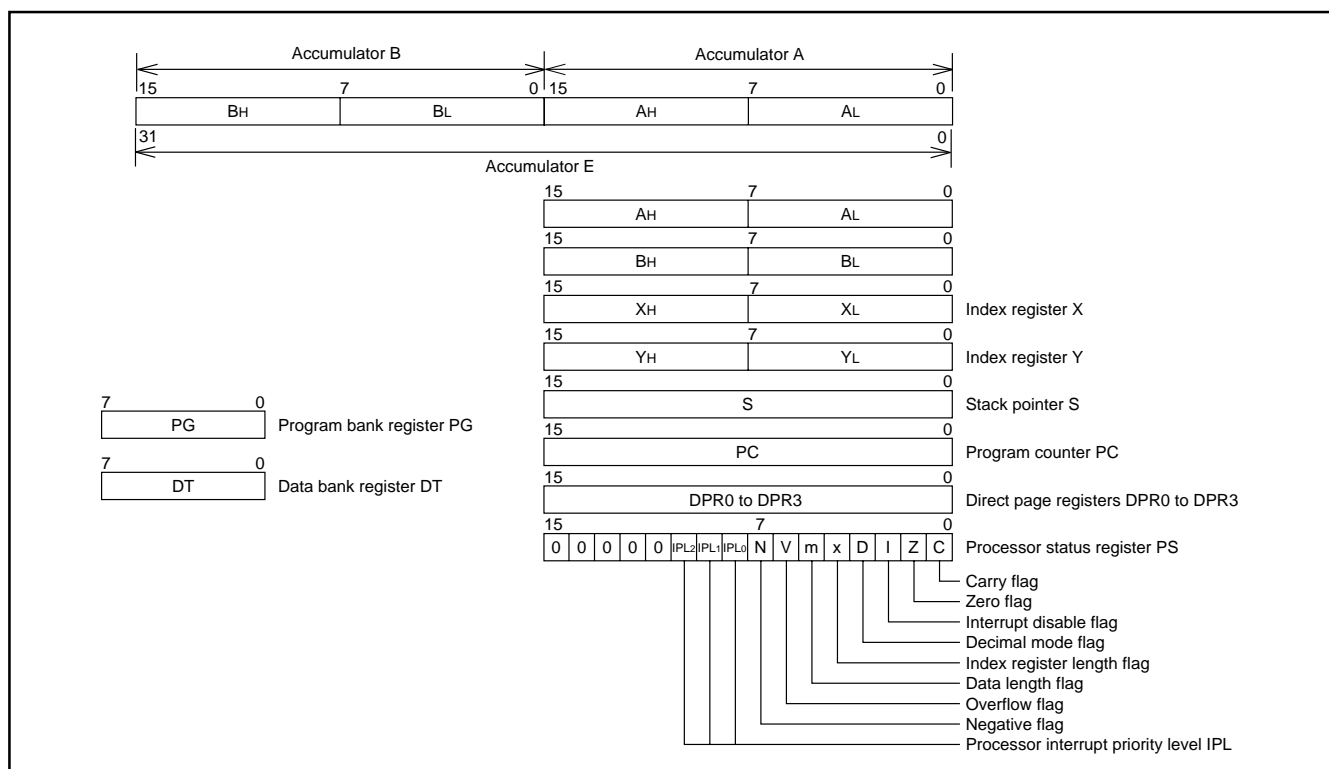 Accumulator B Accumulator A
15 7 0 15 7 0
BH BL AH AL
31 0
Accumulator E
15 7 0
AH AL
15 7 0
BH BL
15 7 0
XH XL Index register X
15 7 0
YH YL Index register Y
15 0
S Stack pointer S
7 0
PG Program bank register PG
15 0
PC Program counter PC
7 0
DT Data bank register DT
15 0
DPR0 to DPR3 Direct page registers DPR0 to DPR3
15 7 0
0 0 0 0 0 IPL2 IPL1 IPL0 N V m x D I Z C Processor status register PS
Carry flag
Zero flag
Interrupt disable flag
Decimal mode flag
Index register length flag
Data length flag
Overflow flag
Negative flag
Processor interrupt priority level IPL